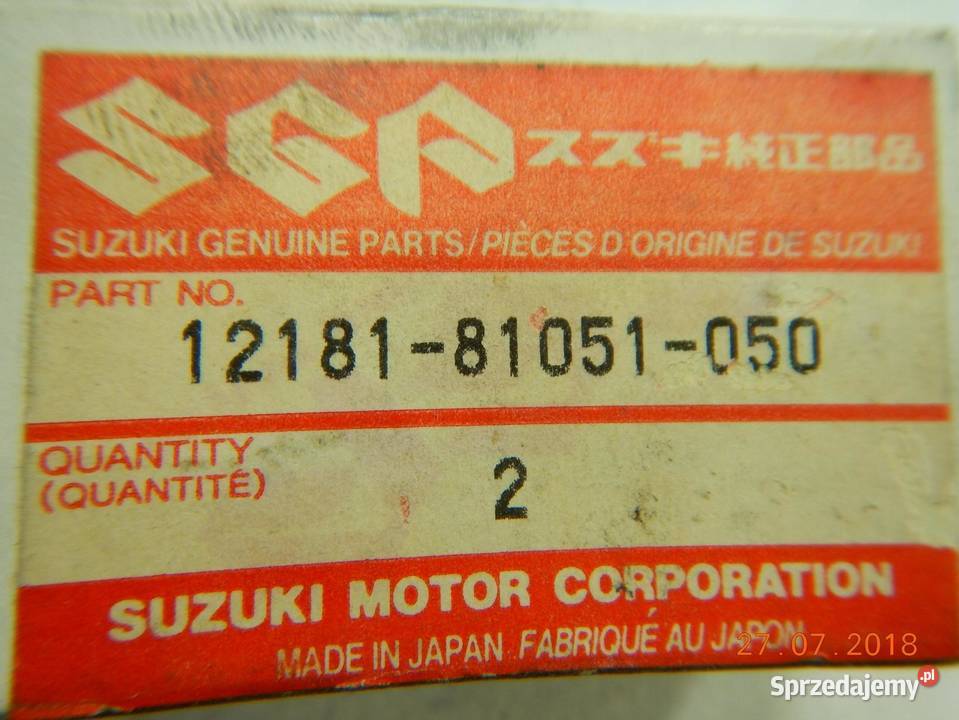 SGP スズキ純正部品
SUZUKI GENUINE PARTS/PIÈCES D'ORIGINE DE SUZUKI
PART NO.
12181-81051-050
QUANTITY
(QUANTITÉ)
2
SUZUKI MOTOR CORPORATION
MADE IN JAPAN FABRIQUÉ AU JAPON
27.07.2018
Sprzedajemy.pl